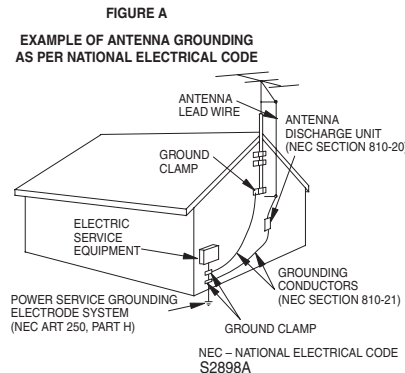 FIGURE A
EXAMPLE OF ANTENNA GROUNDING
AS PER NATIONAL ELECTRICAL CODE
ANTENNA
LEAD WIRE
ANTENNA
DISCHARGE UNIT
(NEC SECTION 810-20)
GROUND
CLAMP
ELECTRIC
SERVICE
EQUIPMENT
GROUNDING
CONDUCTORS
(NEC SECTION 810-21)
POWER SERVICE GROUNDING
ELECTRODE SYSTEM
(NEC ART 250, PART H)
GROUND CLAMP
NEC – NATIONAL ELECTRICAL CODE
S2898A